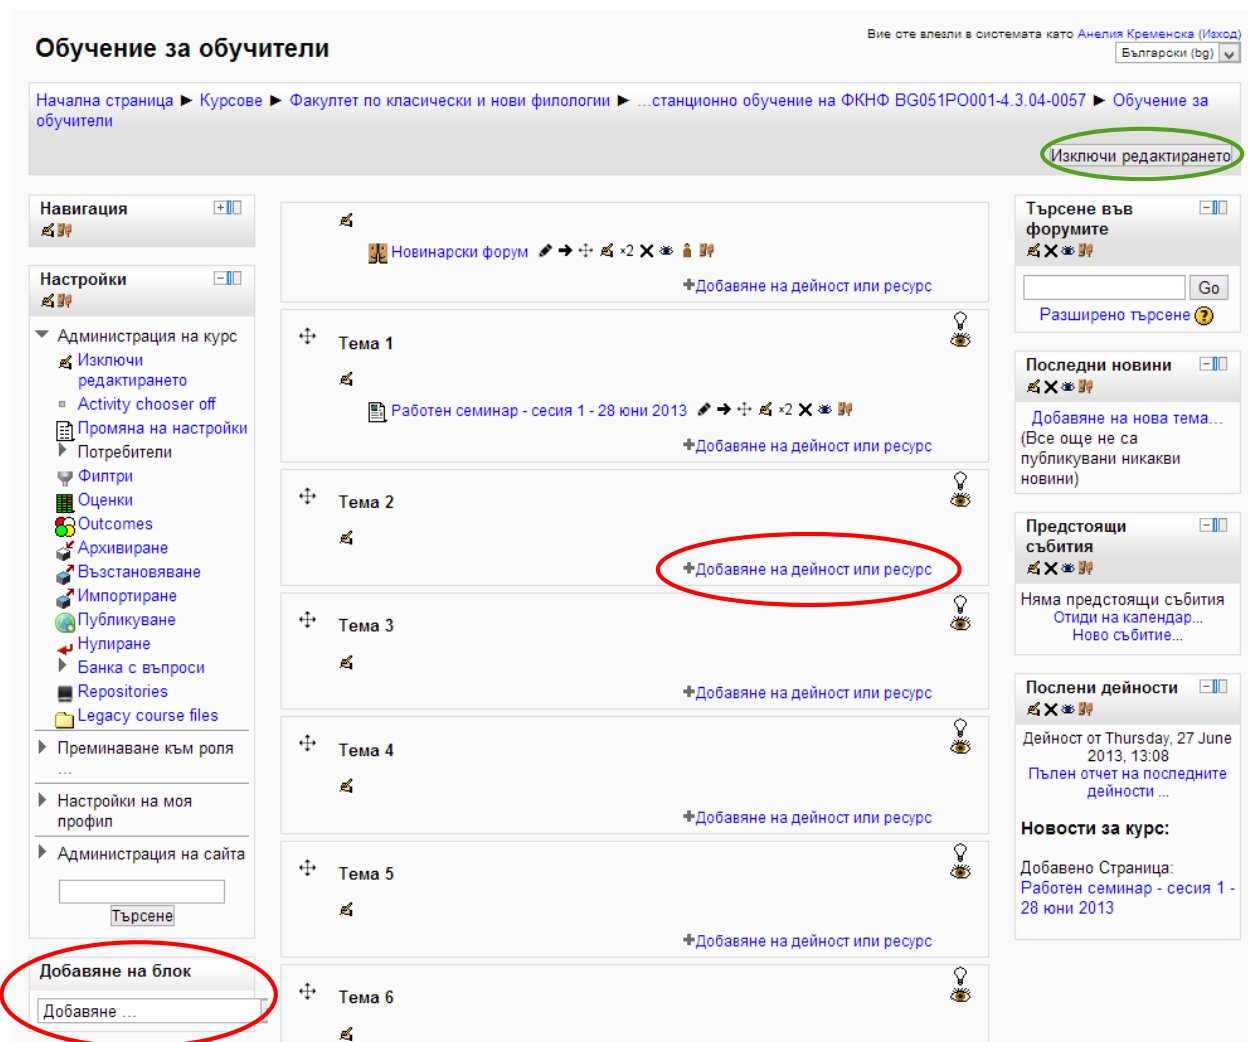 Обучение за обучители
Вие сте влезли в системата като Анелия Кременска (Изход)
Български (bg)
Начална страница ► Курсове ► Факултет по класически и нови филологии ► ...станционно обучение на ФКНФ BG051PO001-4.3.04-0057 ► Обучение за
обучители
Изключи редактирането
Навигация
Настройки
Администрация на курс
Изключи
редактирането
Activity chooser off
Промяна на настройки
Потребители
Филтри
Оценки
Outcomes
Архивиране
Възстановяване
Импортиране
Публикуване
Нулиране
Банка с въпроси
Repositories
Legacy course files
Преминаване към роля
...
Настройки на моя
профил
Администрация на сайта
Търсене
Добавяне на блок
Добавяне ...
Новинарски форум ×2
Добавяне на дейност или ресурс
Тема 1
Работен семинар - сесия 1 - 28 юни 2013 ×2
Добавяне на дейност или ресурс
Тема 2
Добавяне на дейност или ресурс
Тема 3
Добавяне на дейност или ресурс
Тема 4
Добавяне на дейност или ресурс
Тема 5
Добавяне на дейност или ресурс
Тема 6
Търсене във
форумите
Go
Разширено търсене ?
Последни новини
Добавяне на нова тема...
(Все още не са
публикувани никакви
новини)
Предстоящи
събития
Няма предстоящи събития
Отиди на календар...
Ново събитие...
Послени дейности
Дейност от Thursday, 27 June
2013, 13:08
Пълен отчет на последните
дейности ...
Новости за курс:
Добавено Страница:
Работен семинар - сесия 1 -
28 юни 2013